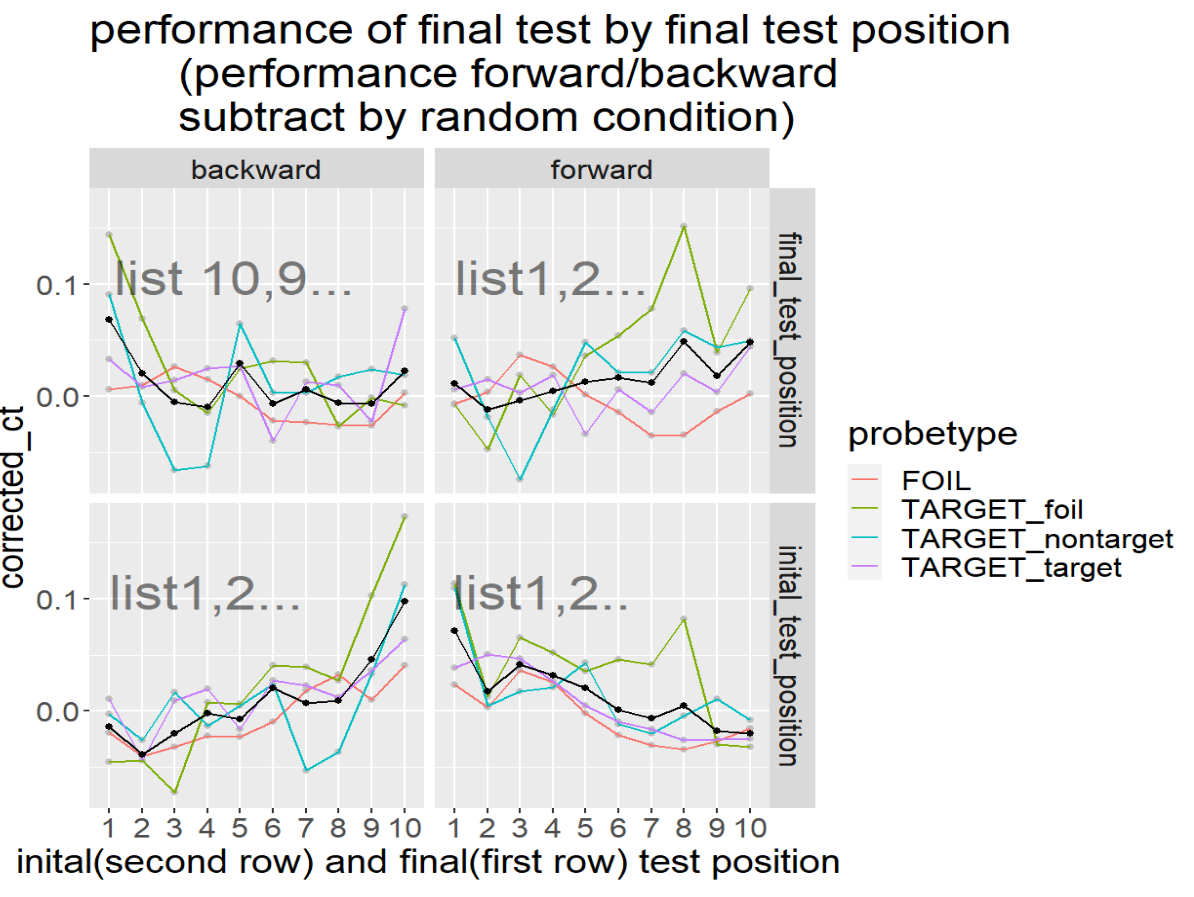 performance of final test by final test position
(performance forward/backward
subtract by random condition)
backward
forward
final_test_position
list 10,9...
list1,2...
0.1
0.0
corrected_ct
inital_test_position
list1,2...
list1,2..
0.1
0.0
1 2 3 4 5 6 7 8 9 10
1 2 3 4 5 6 7 8 9 10
inital(second row) and final(first row) test position
probetype
FOIL
TARGET_foil
TARGET_nontarget
TARGET_target